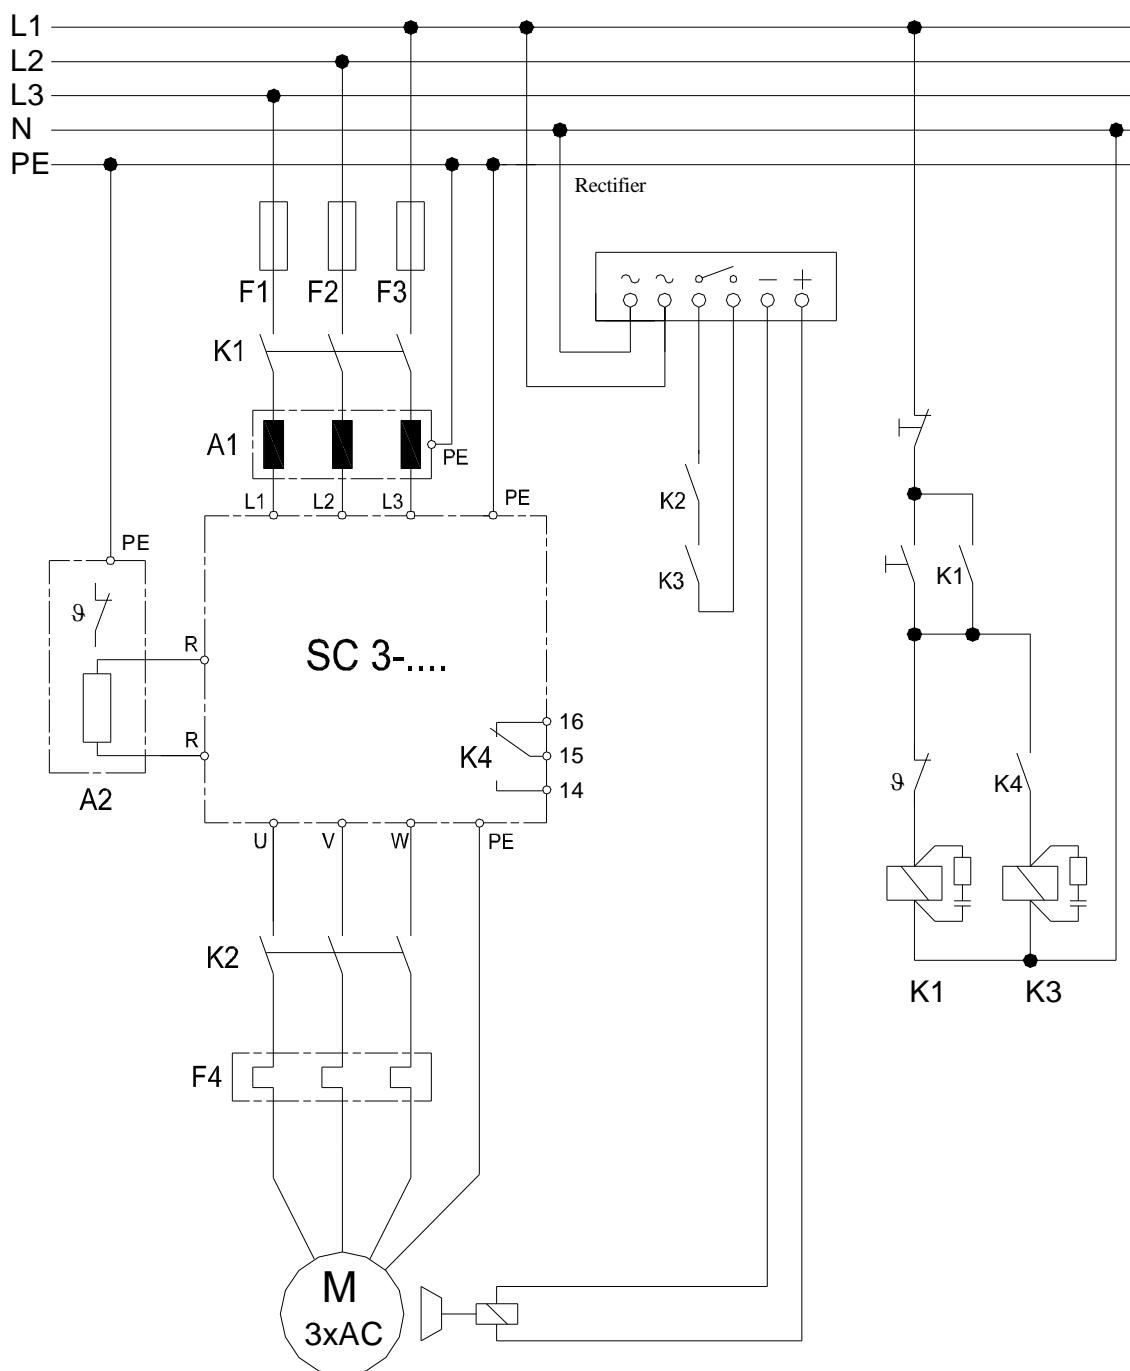 L1
L2
L3
N
PE
Rectifier
F1 F2 F3
K1
A1
PE
L1 L2 L3 PE
K2
K3
K1
PE
ϑ
R
SC 3-....
R
16
K4 15
14
ϑ K4
A2
U V W PE
K2
K1 K3
F4
M
3xAC